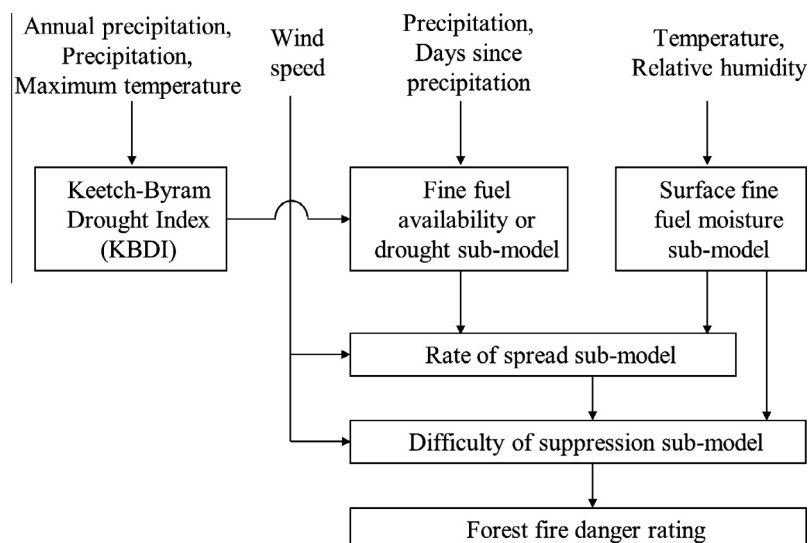 Annual precipitation,
Precipitation,
Maximum temperature
Wind
speed
Precipitation,
Days since
precipitation
Temperature,
Relative humidity
Keetch-Byram
Drought Index
(KBDI)
Fine fuel
availability or
drought sub-model
Surface fine
fuel moisture
sub-model
Rate of spread sub-model
Difficulty of suppression sub-model
Forest fire danger rating